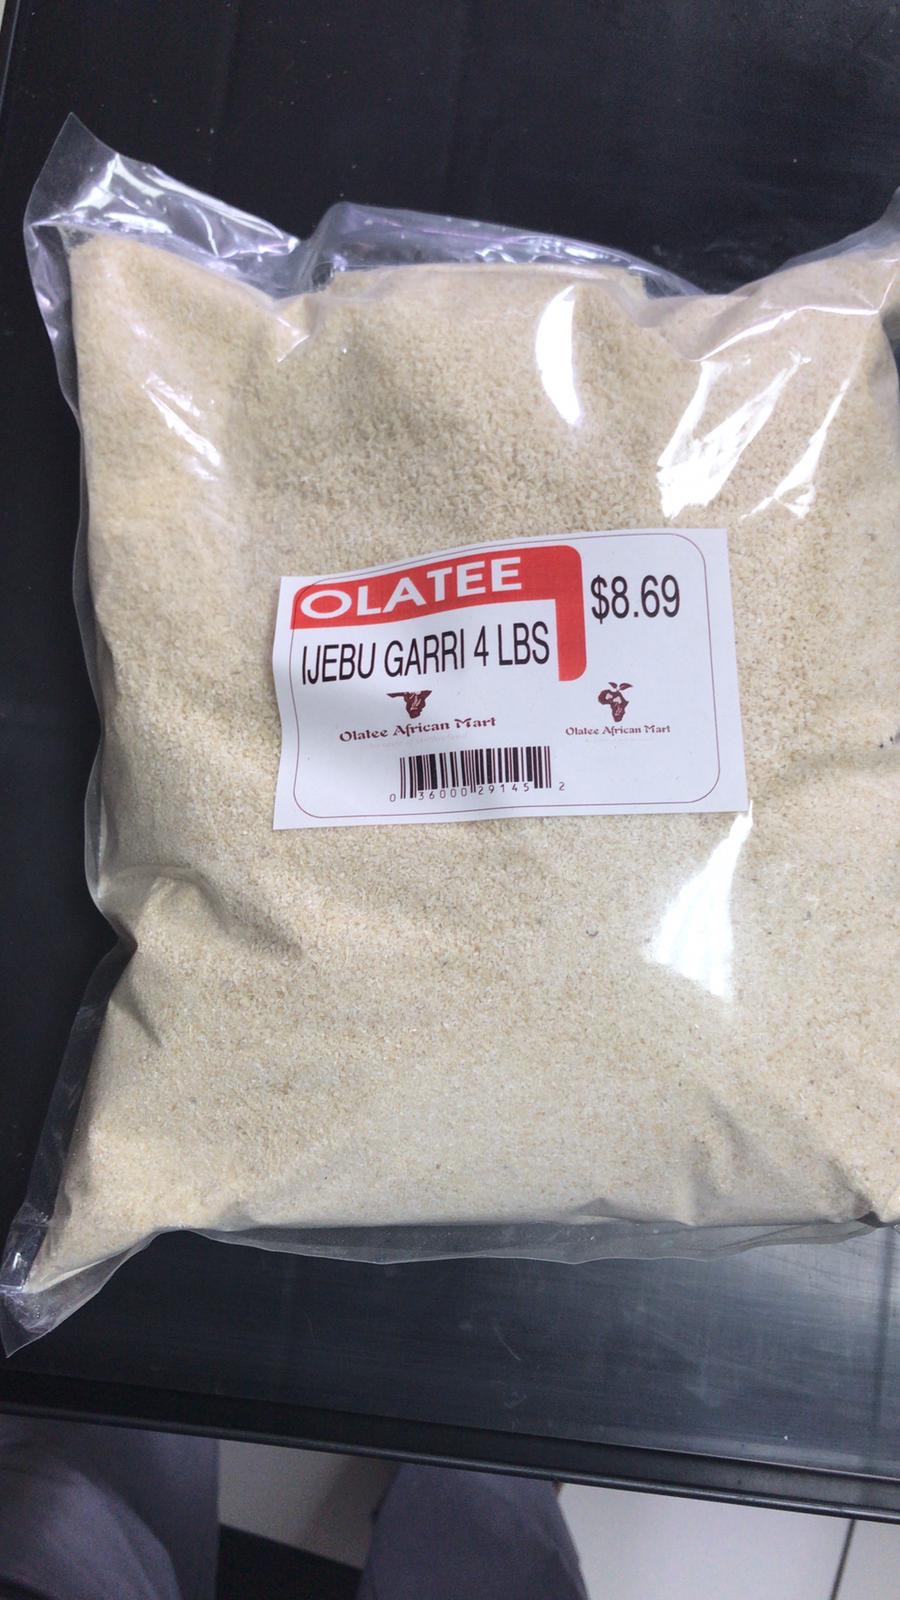 OLATEE
$8.69
IJEBU GARRI 4 LBS
Olatee African Mart
Olatee African Mart
0 36000 29145 2